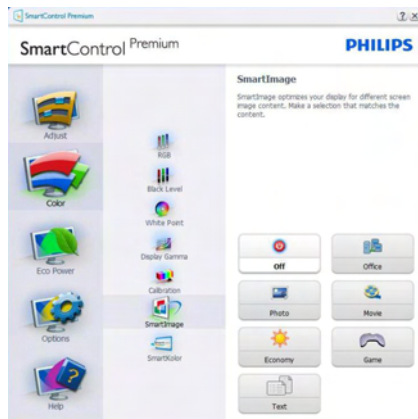 SmartControl Premium
SmartControl Premium
PHILIPS
Adjust
Color
Eco Power
Options
Help
RGB
Black Level
White Point
Display Gamma
Calibration
SmartImage
SmartKolor
SmartImage
SmartImage optimizes your display for different screen
image content. Make a selection that matches the
content.
Off
Office
Photo
Movie
Economy
Game
Text